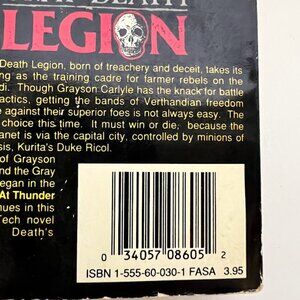 DEATH
LEGION
Death Legion, born of treachery and deceit, takes its
ng as the training cadre for farmer rebels on the
di. Though Grayson Carlyle has the knack for battle
actics, getting the bands of Verthandian freedom
e against their superior foes is not always easy. The
choice this time. It must win or die; because the
anet is via the capital city, controlled by minions of
sis, Kurita's Duke Ricol.
of Grayson
and the Gray
egan in the
At Thunder
nues in this
Tech novel
Death's
0 34057 08605 2
ISBN 1-555-60-030-1 FASA 3.95